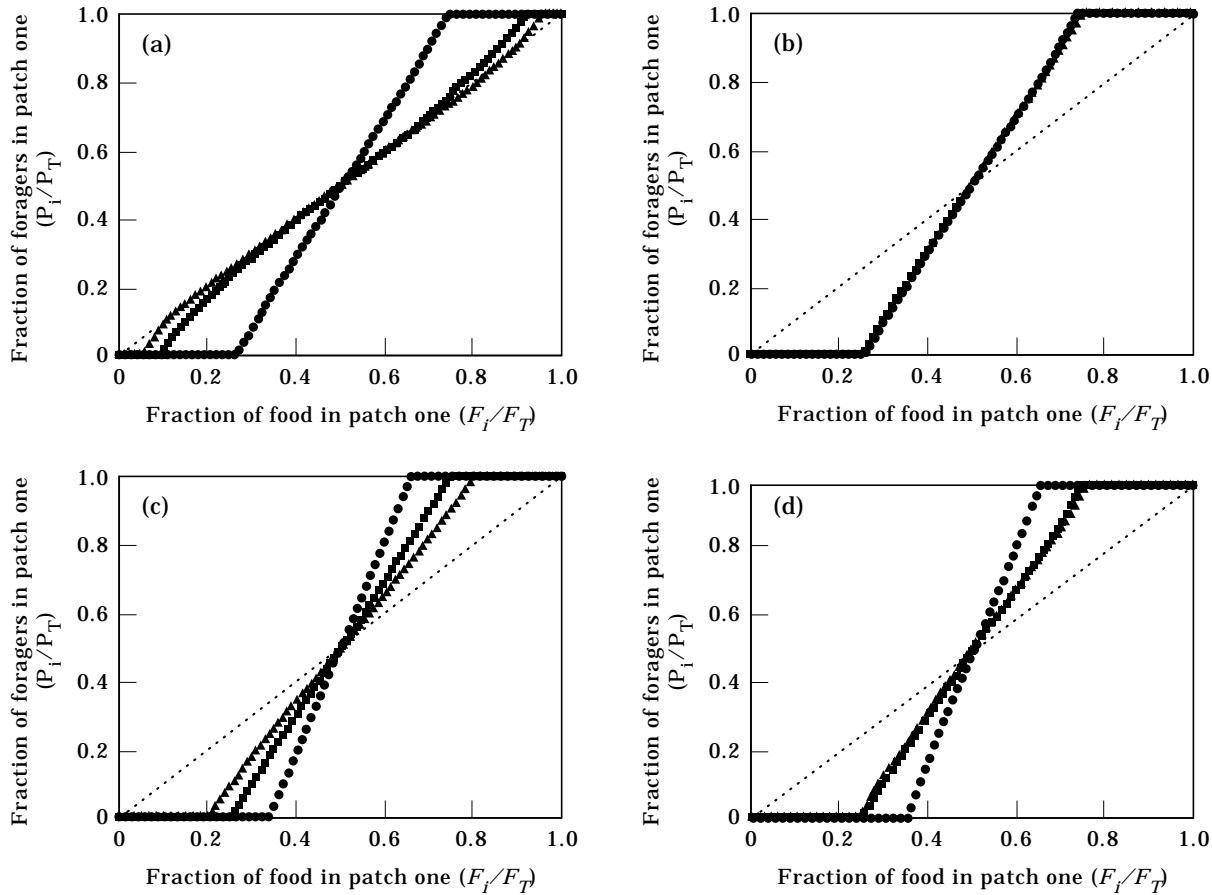 (a)
1.0
0.8
0.6
0.4
0.2
0
0 0.2 0.4 0.6 0.8 1.0
Fraction of foragers in patch one
(P_i/P_T)
Fraction of food in patch one (F_i/F_T)
(b)
1.0
0.8
0.6
0.4
0.2
0
0 0.2 0.4 0.6 0.8 1.0
Fraction of foragers in patch one
(P_i/P_T)
Fraction of food in patch one (F_i/F_T)
(c)
1.0
0.8
0.6
0.4
0.2
0
0 0.2 0.4 0.6 0.8 1.0
Fraction of foragers in patch one
(P_i/P_T)
Fraction of food in patch one (F_i/F_T)
(d)
1.0
0.8
0.6
0.4
0.2
0
0 0.2 0.4 0.6 0.8 1.0
Fraction of foragers in patch one
(P_i/P_T)
Fraction of food in patch one (F_i/F_T)